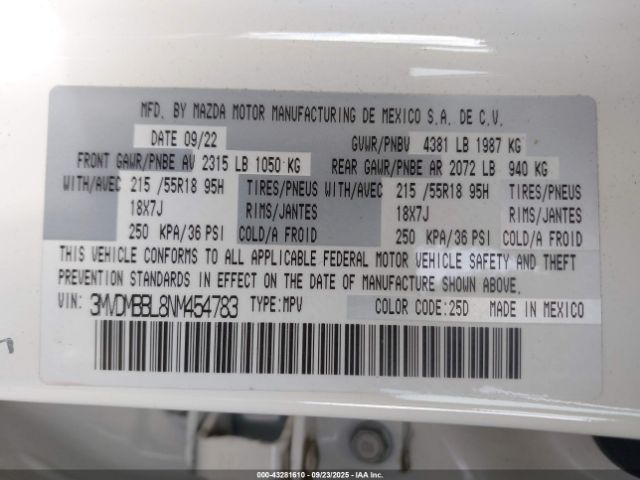 MFD. BY MAZDA MOTOR MANUFACTURING DE MEXICO S.A. DE C.V.
DATE 09/22 GVWR/PNBV 4381 LB 1987 KG
FRONT GAWR/PNBE AV 2315 LB 1050 KG REAR GAWR/PNBE AR 2072 LB 940 KG
WITH/AVEC 215 /55R18 95H TIRES/PNEUS WITH/AVEC 215 /55R18 95H TIRES/PNEUS
18X7J RIMS/JANTES 18X7J RIMS/JANTES
250 KPA/36 PSI COLD/A FROID 250 KPA/36 PSI COLD/A FROID
THIS VEHICLE CONFORMS TO ALL APPLICABLE FEDERAL MOTOR VEHICLE SAFETY AND THEFT
PREVENTION STANDARDS IN EFFECT ON THE DATE OF MANUFACTURE SHOWN ABOVE.
VIN: 3MVDMBBL8NM454783 TYPE:MPV COLOR CODE:25D MADE IN MEXICO
000-43281610 - 09/23/2025 - IAA Inc.